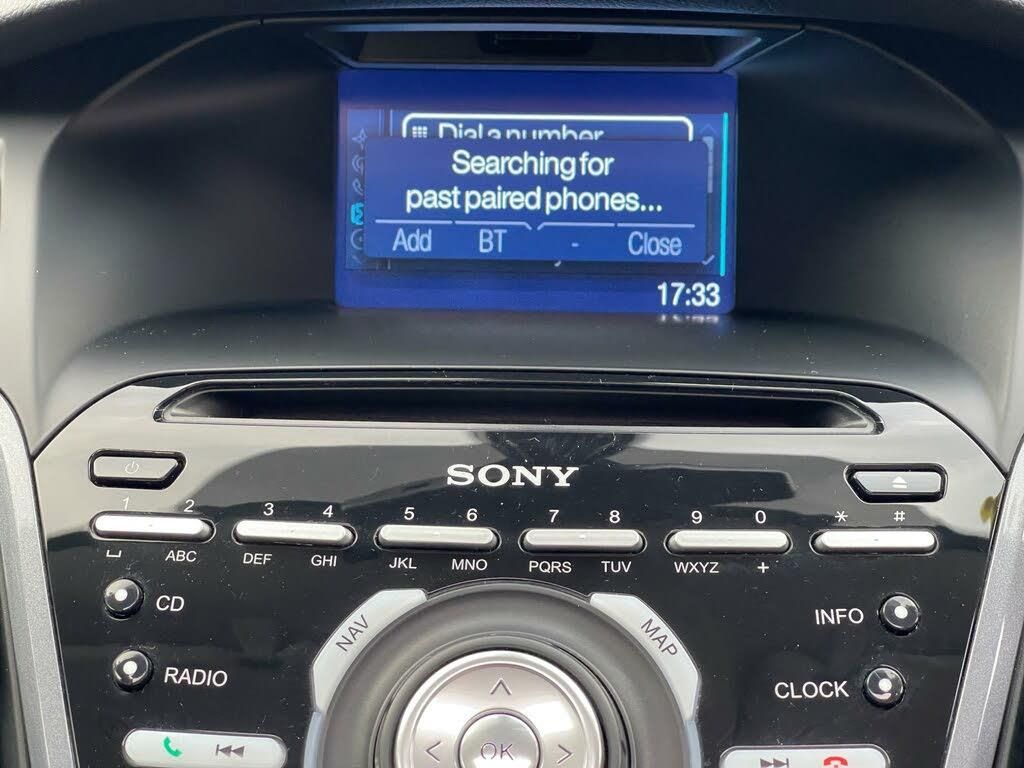 Dial a number
Searching for
past paired phones...
Add BT - Close
17:33
SONY
1 2 3 4 5 6 7 8 9 0 * #
ABC DEF GHI JKL MNO PQRS TUV WXYZ +
CD
INFO
NAV
MAP
RADIO
CLOCK
OK